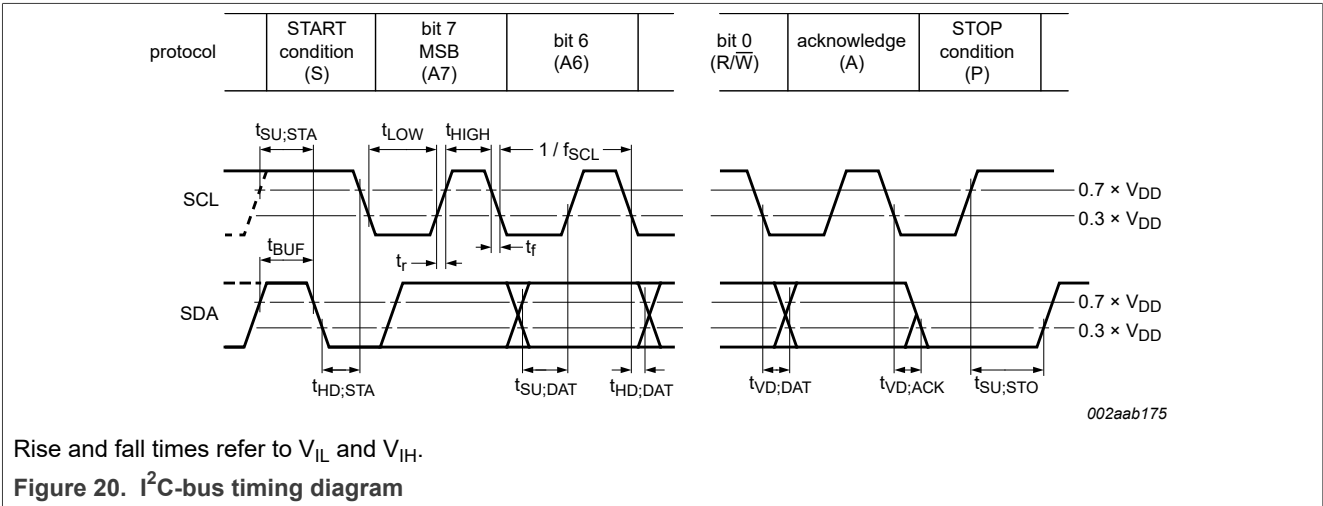 protocol
START condition (S)
bit 7 MSB (A7)
bit 6 (A6)
bit 0 (R/W̅)
acknowledge (A)
STOP condition (P)
tSU;STA
tLOW
tHIGH
1 / fSCL
SCL
0.7 × VDD
0.3 × VDD
tBUF
tr
tf
SDA
0.7 × VDD
0.3 × VDD
tHD;STA
tSU;DAT
tHD;DAT
tVD;DAT
tVD;ACK
tSU;STO
002aab175
Rise and fall times refer to VIL and VIH.
Figure 20. I²C-bus timing diagram